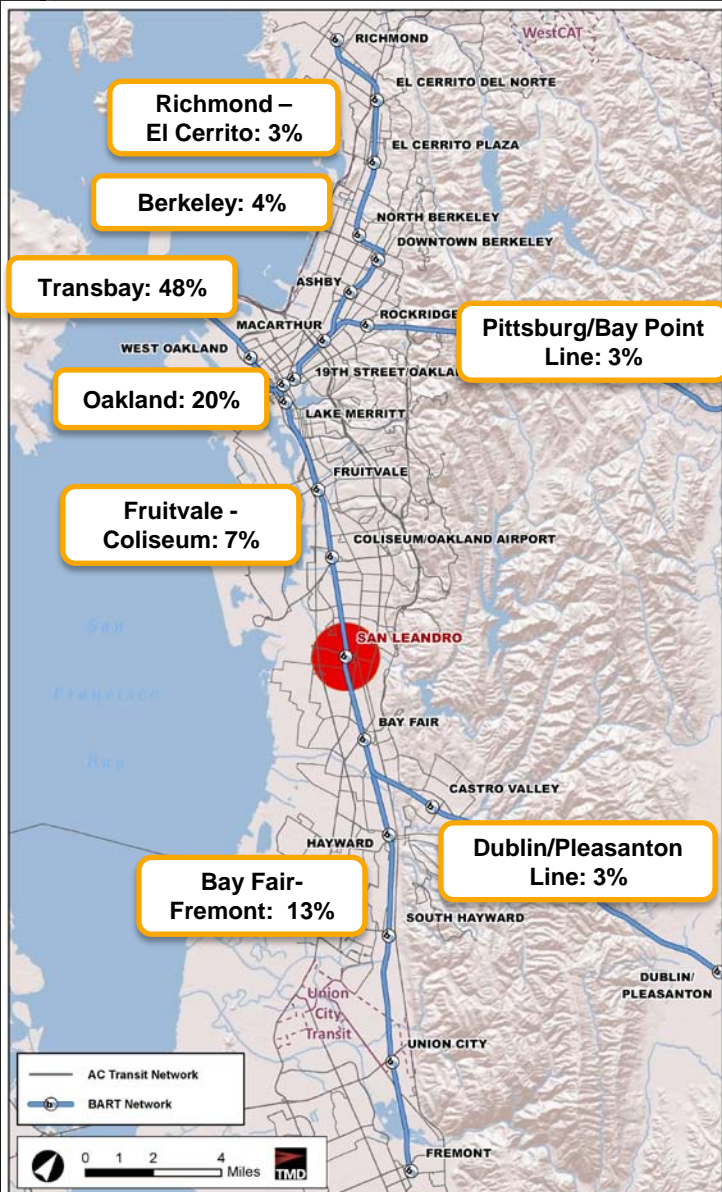 RICHMOND
WestCAT
EL CERRITO DEL NORTE
Richmond –
El Cerrito: 3%
EL CERRITO PLAZA
Berkeley: 4%
NORTH BERKELEY
DOWNTOWN BERKELEY
Transbay: 48%
ASHBY
ROCKRIDGE
MACARTHUR
Pittsburg/Bay Point
Line: 3%
WEST OAKLAND
19TH STREET/OAKLA
Oakland: 20%
LAKE MERRITT
FRUITVALE
Fruitvale -
Coliseum: 7%
COLISEUM/OAKLAND AIRPORT
San
Francisco
Bay
SAN LEANDRO
BAY FAIR
CASTRO VALLEY
HAYWARD
Dublin/Pleasanton
Line: 3%
Bay Fair-
Fremont: 13%
SOUTH HAYWARD
DUBLIN/
PLEASANTON
Union
City
Transit
UNION CITY
AC Transit Network
BART Network
FREMONT
0 1 2 4
Miles
TMD